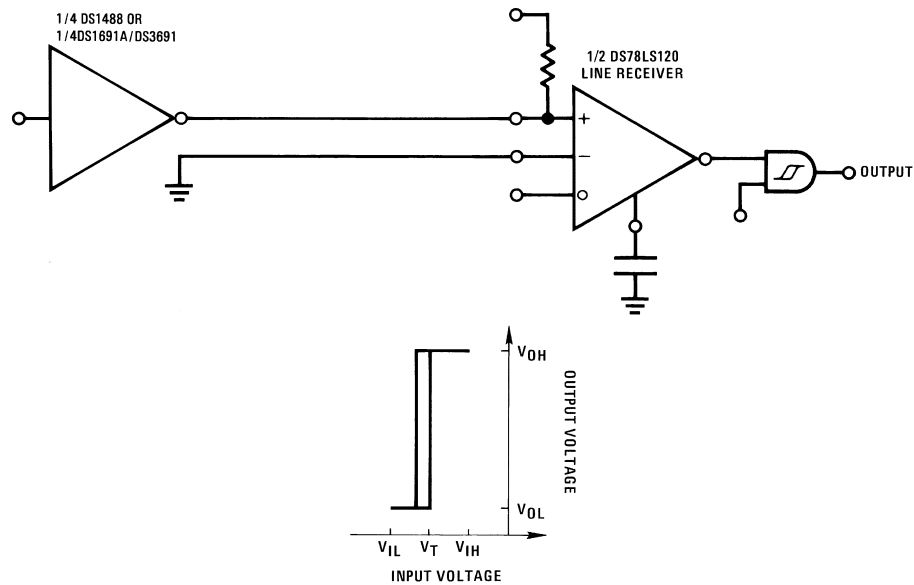 1/4 DS1488 OR
1/4DS1691A/DS3691
1/2 DS78LS120
LINE RECEIVER
+
−
OUTPUT
VOH
OUTPUT VOLTAGE
VOL
VIL VT VIH
INPUT VOLTAGE